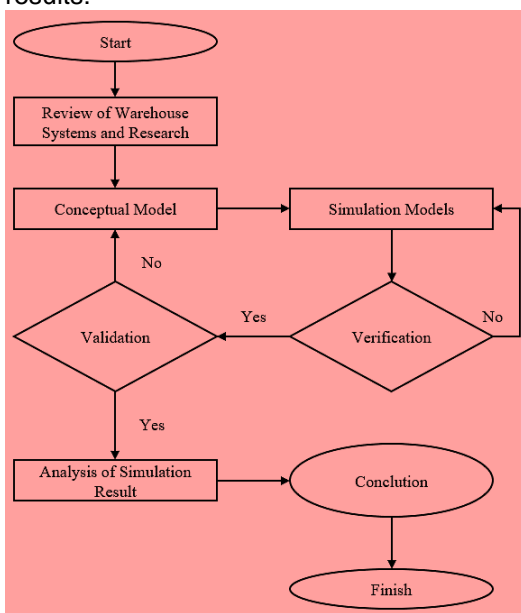 results.
Start
Review of Warehouse
Systems and Research
Conceptual Model
Simulation Models
No
Validation
Yes
Verification
No
Yes
Analysis of Simulation
Result
Conclution
Finish